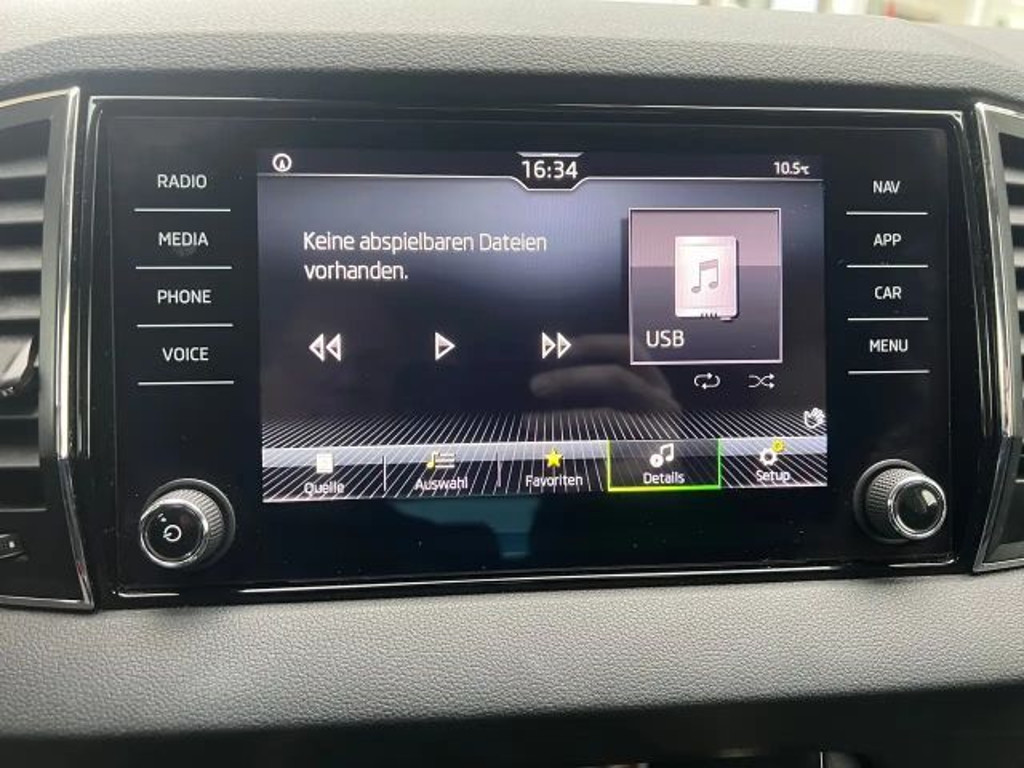 16:34
10.5°C
RADIO
MEDIA
PHONE
VOICE
Keine abspielbaren Dateien
vorhanden.
USB
NAV
APP
CAR
MENU
Quelle
Auswahl
Favoriten
Details
Setup